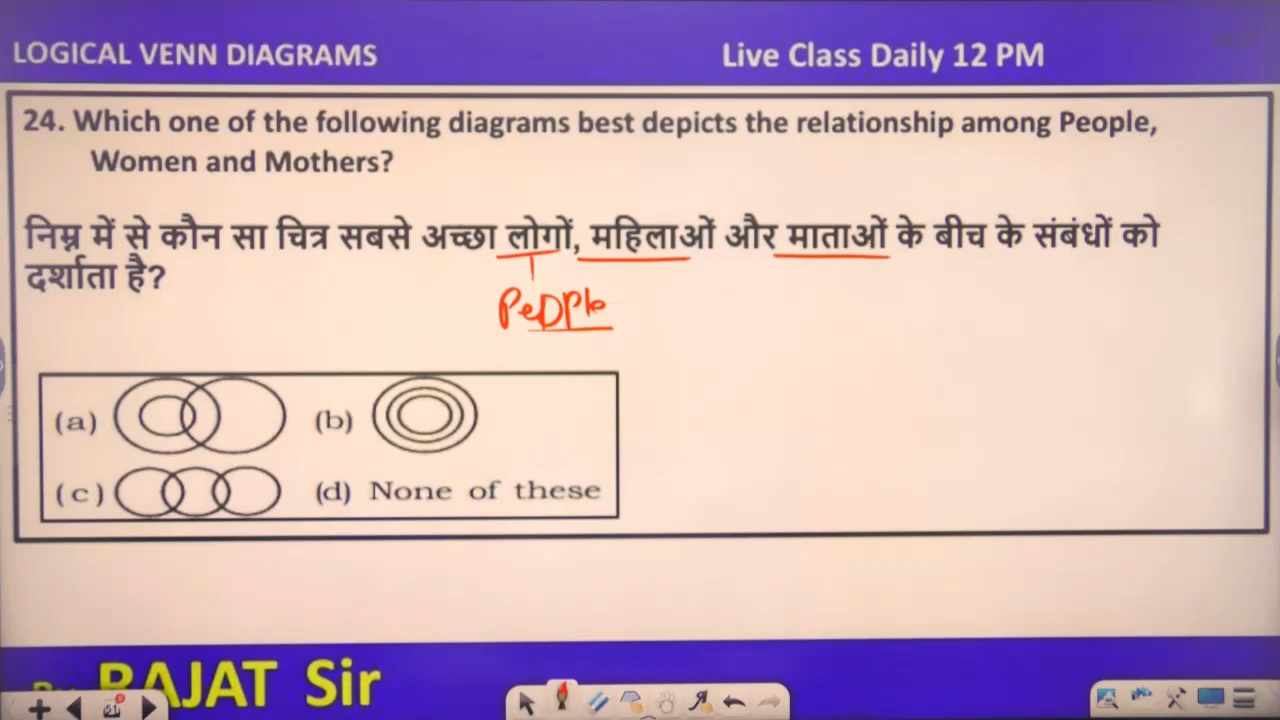 LOGICAL VENN DIAGRAMS
Live Class Daily 12 PM
24. Which one of the following diagrams best depicts the relationship among People,
Women and Mothers?
निम्न में से कौन सा चित्र सबसे अच्छा लोगों, महिलाओं और माताओं के बीच के संबंधों को
दर्शाता है?
People
(a) (b)
(c) (d) None of these
RAJAT Sir